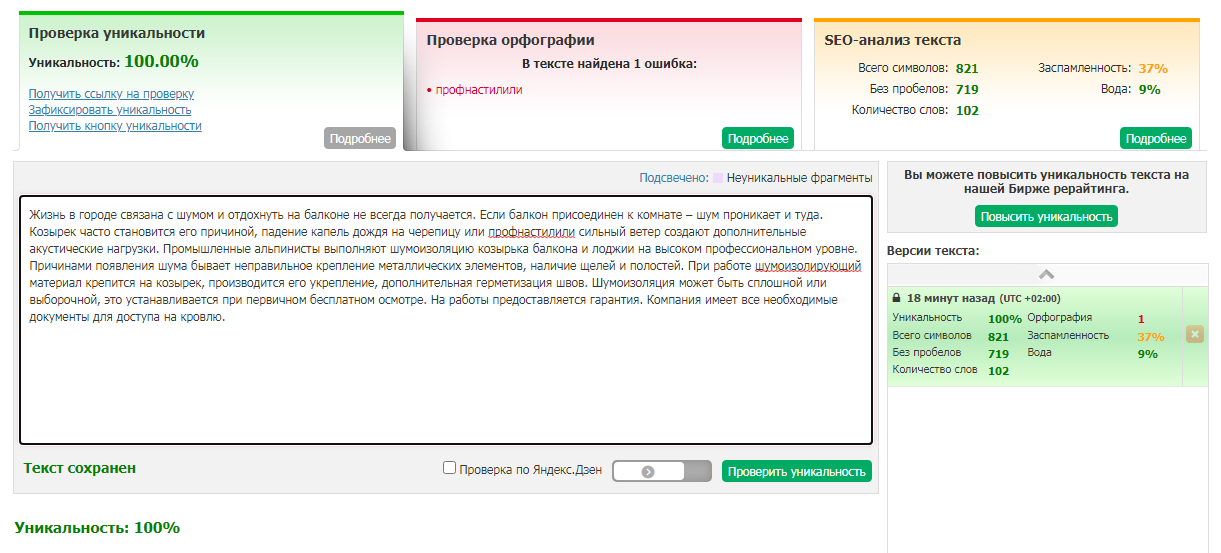 Проверка уникальности
Уникальность: 100.00%
Получить ссылку на проверку
Зафиксировать уникальность
Получить кнопку уникальности
Подробнее
Проверка орфографии
В тексте найдена 1 ошибка:
• профнастилили
Подробнее
SEO-анализ текста
Всего символов: 821 Заспамленность: 37%
Без пробелов: 719 Вода: 9%
Количество слов: 102
Подробнее
Подсвечено: Неуникальные фрагменты
Жизнь в городе связана с шумом и отдохнуть на балконе не всегда получается. Если балкон присоединен к комнате – шум проникает и туда.
Козырек часто становится его причиной, падение капель дождя на черепицу или профнастилили сильный ветер создают дополнительные
акустические нагрузки. Промышленные альпинисты выполняют шумоизоляцию козырька балкона и лоджии на высоком профессиональном уровне.
Причинами появления шума бывает неправильное крепление металлических элементов, наличие щелей и полостей. При работе шумоизолирующий
материал крепится на козырек, производится его укрепление, дополнительная герметизация швов. Шумоизоляция может быть сплошной или
выборочной, это устанавливается при первичном бесплатном осмотре. На работы предоставляется гарантия. Компания имеет все необходимые
документы для доступа на кровлю.
Текст сохранен
Проверка по Яндекс.Дзен
Проверить уникальность
Уникальность: 100%
Вы можете повысить уникальность текста на
нашей Бирже рерайтинга.
Повысить уникальность
Версии текста:
18 минут назад (UTC +02:00)
Уникальность 100% Орфография 1
Всего символов 821 Заспамленность 37%
Без пробелов 719 Вода 9%
Количество слов 102